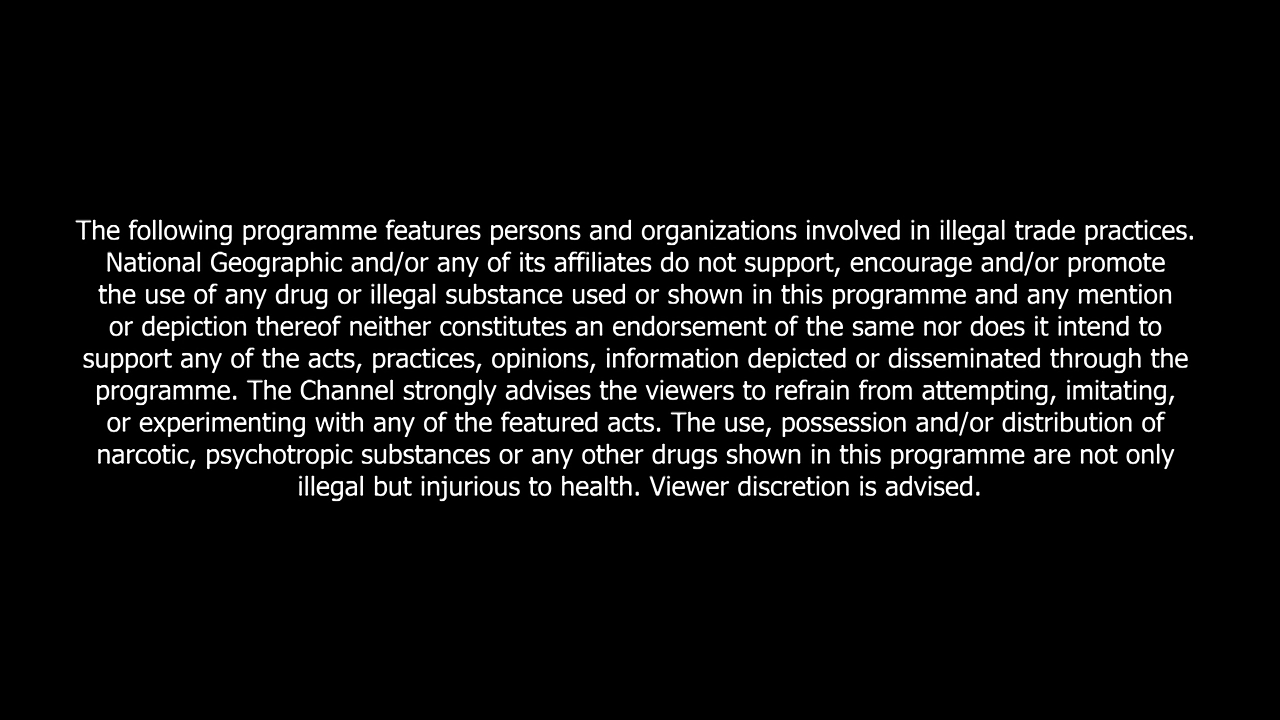 The following programme features persons and organizations involved in illegal trade practices.
National Geographic and/or any of its affiliates do not support, encourage and/or promote
the use of any drug or illegal substance used or shown in this programme and any mention
or depiction thereof neither constitutes an endorsement of the same nor does it intend to
support any of the acts, practices, opinions, information depicted or disseminated through the
programme. The Channel strongly advises the viewers to refrain from attempting, imitating,
or experimenting with any of the featured acts. The use, possession and/or distribution of
narcotic, psychotropic substances or any other drugs shown in this programme are not only
illegal but injurious to health. Viewer discretion is advised.